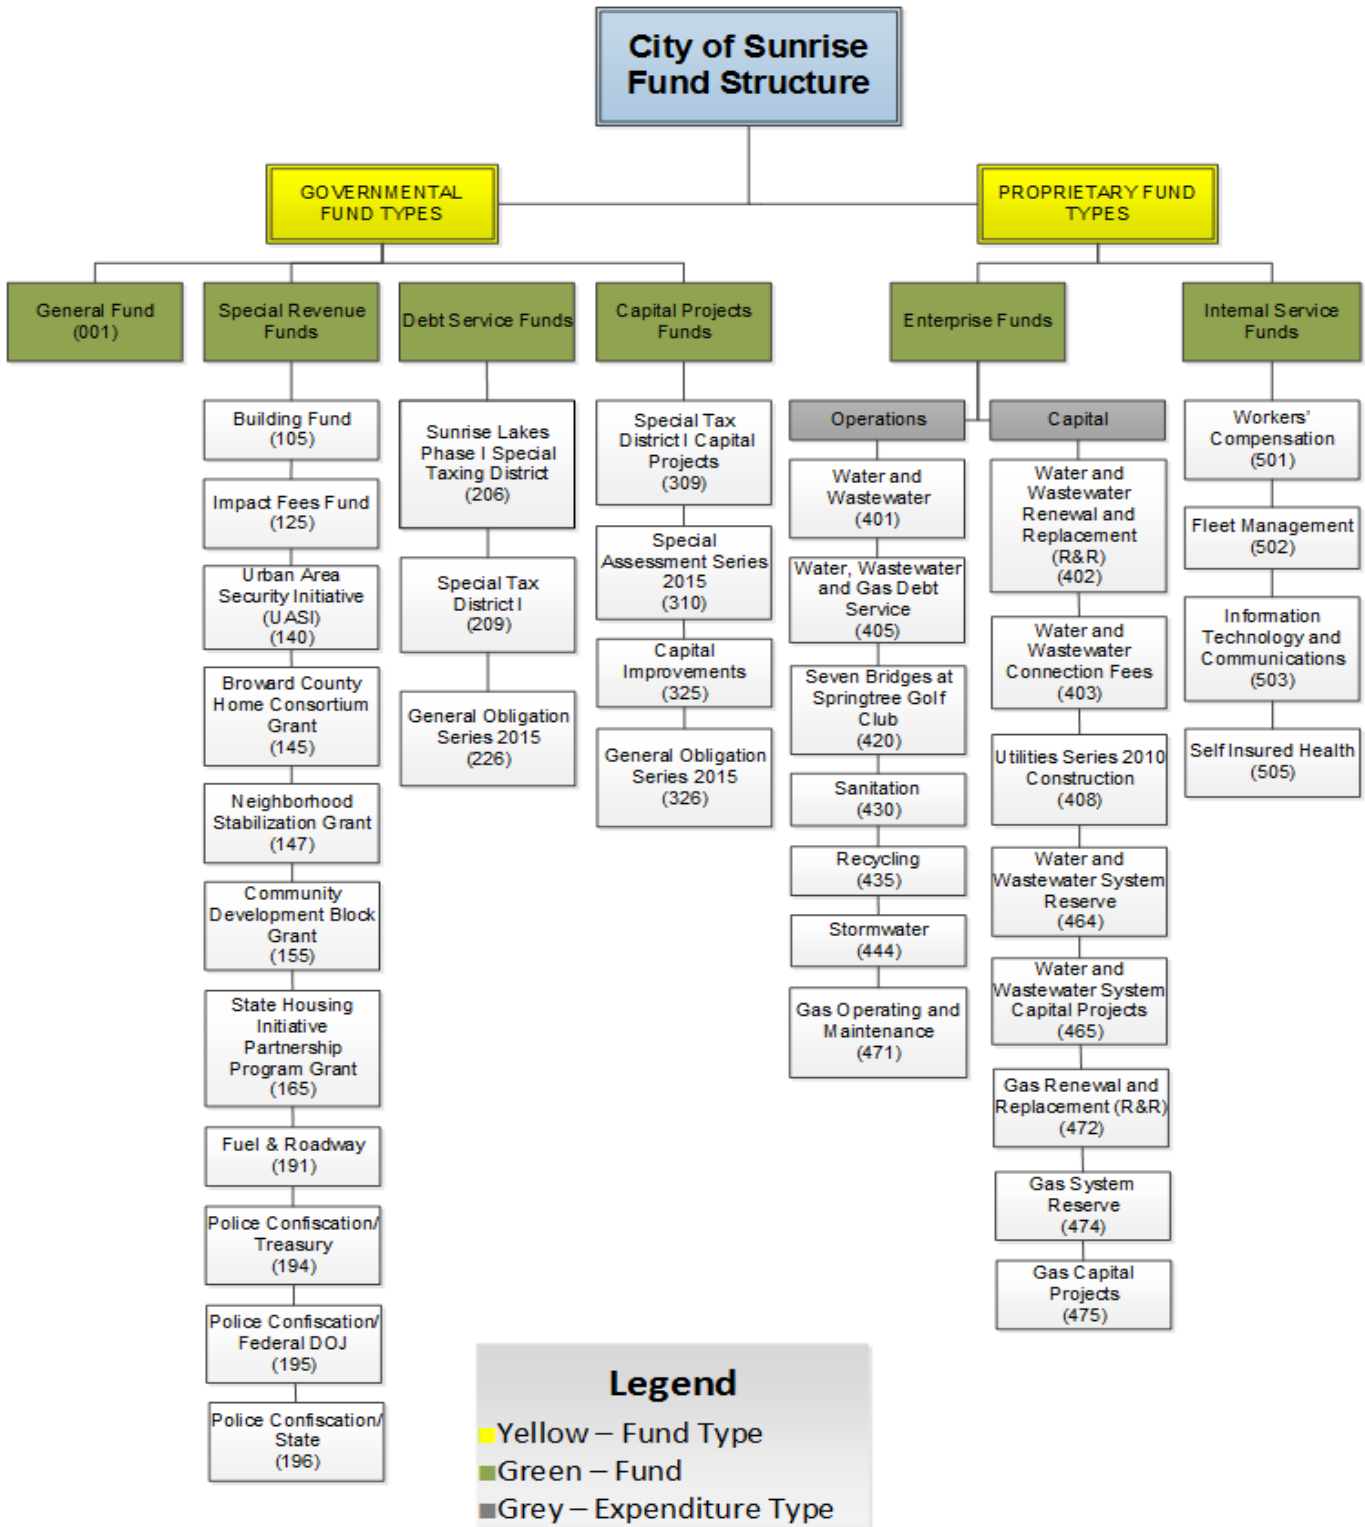 City of Sunrise
Fund Structure
GOVERNMENTAL
FUND TYPES
PROPRIETARY FUND
TYPES
General Fund
(001)
Special Revenue
Funds
Debt Service Funds
Capital Projects
Funds
Enterprise Funds
Internal Service
Funds
Building Fund
(105)
Impact Fees Fund
(125)
Urban Area
Security Initiative
(UASI)
(140)
Broward County
Home Consortium
Grant
(145)
Neighborhood
Stabilization Grant
(147)
Community
Development Block
Grant
(155)
State Housing
Initiative
Partnership
Program Grant
(165)
Fuel & Roadway
(191)
Police Confiscation/
Treasury
(194)
Police Confiscation/
Federal DOJ
(195)
Police Confiscation/
State
(196)
Sunrise Lakes
Phase I Special
Taxing District
(206)
Special Tax
District I
(209)
General Obligation
Series 2015
(226)
Special Tax
District I Capital
Projects
(309)
Special
Assessment Series
2015
(310)
Capital
Improvements
(325)
General Obligation
Series 2015
(326)
Operations
Water and
Wastewater
(401)
Water, Wastewater
and Gas Debt
Service
(405)
Seven Bridges at
Springtree Golf
Club
(420)
Sanitation
(430)
Recycling
(435)
Stormwater
(444)
Gas Operating and
Maintenance
(471)
Capital
Water and
Wastewater
Renewal and
Replacement
(R&R)
(402)
Water and
Wastewater
Connection Fees
(403)
Utilities Series 2010
Construction
(408)
Water and
Wastewater System
Reserve
(464)
Water and
Wastewater System
Capital Projects
(465)
Gas Renewal and
Replacement (R&R)
(472)
Gas System
Reserve
(474)
Gas Capital
Projects
(475)
Workers'
Compensation
(501)
Fleet Management
(502)
Information
Technology and
Communications
(503)
Self Insured Health
(505)
Legend
Yellow – Fund Type
Green – Fund
Grey – Expenditure Type